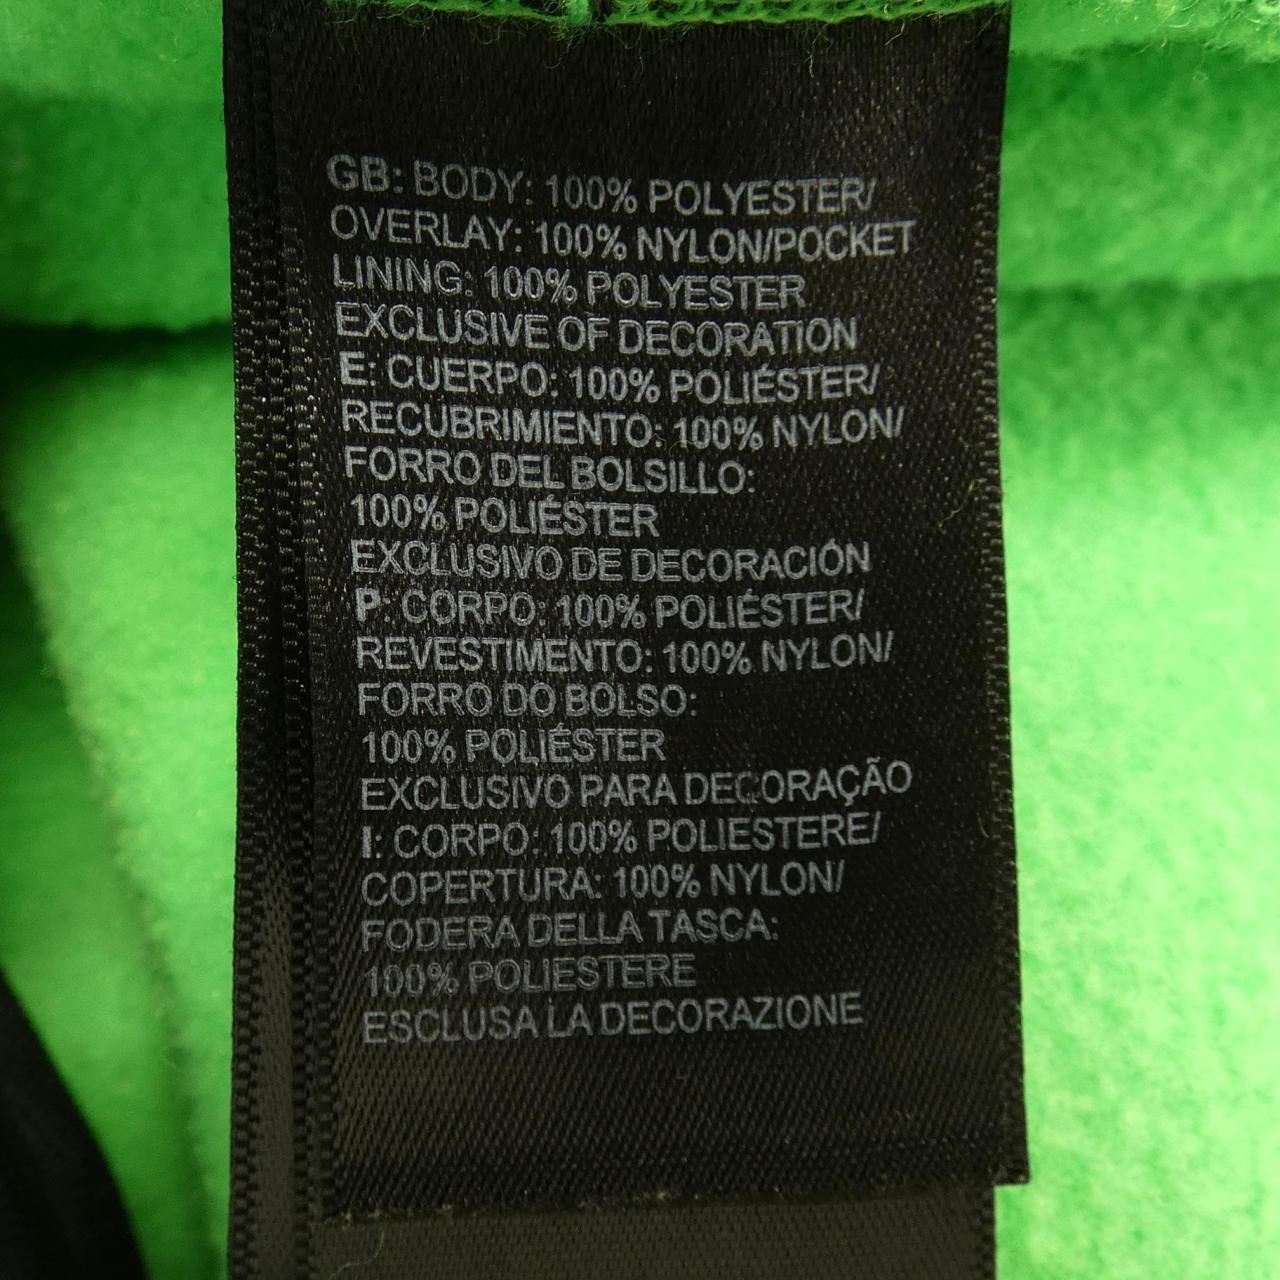 GB: BODY: 100% POLYESTER/
OVERLAY: 100% NYLON/POCKET
LINING: 100% POLYESTER
EXCLUSIVE OF DECORATION
E: CUERPO: 100% POLIÉSTER/
RECUBRIMIENTO: 100% NYLON/
FORRO DEL BOLSILLO:
100% POLIÉSTER
EXCLUSIVO DE DECORACIÓN
P: CORPO: 100% POLIÉSTER/
REVESTIMENTO: 100% NYLON/
FORRO DO BOLSO:
100% POLIÉSTER
EXCLUSIVO PARA DECORAÇÃO
I: CORPO: 100% POLIESTERE/
COPERTURA: 100% NYLON/
FODERA DELLA TASCA:
100% POLIESTERE
ESCLUSA LA DECORAZIONE